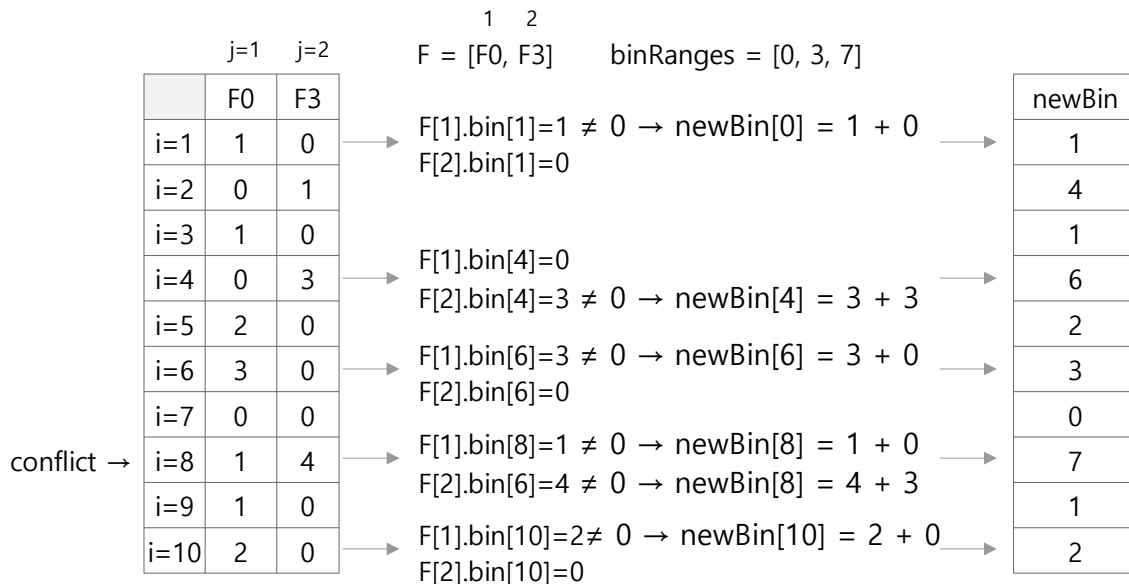 1 2
j=1 j=2 F = [F0, F3] binRanges = [0, 3, 7]
F0 F3 newBin
i=1 1 0 F[1].bin[1]=1 ≠ 0 → newBin[0] = 1 + 0 1
F[2].bin[1]=0
i=2 0 1 4
i=3 1 0 1
F[1].bin[4]=0
i=4 0 3 F[2].bin[4]=3 ≠ 0 → newBin[4] = 3 + 3 6
i=5 2 0 2
i=6 3 0 F[1].bin[6]=3 ≠ 0 → newBin[6] = 3 + 0 3
F[2].bin[6]=0
i=7 0 0 0
F[1].bin[8]=1 ≠ 0 → newBin[8] = 1 + 0
conflict → i=8 1 4 7
F[2].bin[6]=4 ≠ 0 → newBin[8] = 4 + 3
i=9 1 0 1
i=10 2 0 F[1].bin[10]=2≠ 0 → newBin[10] = 2 + 0 2
F[2].bin[10]=0